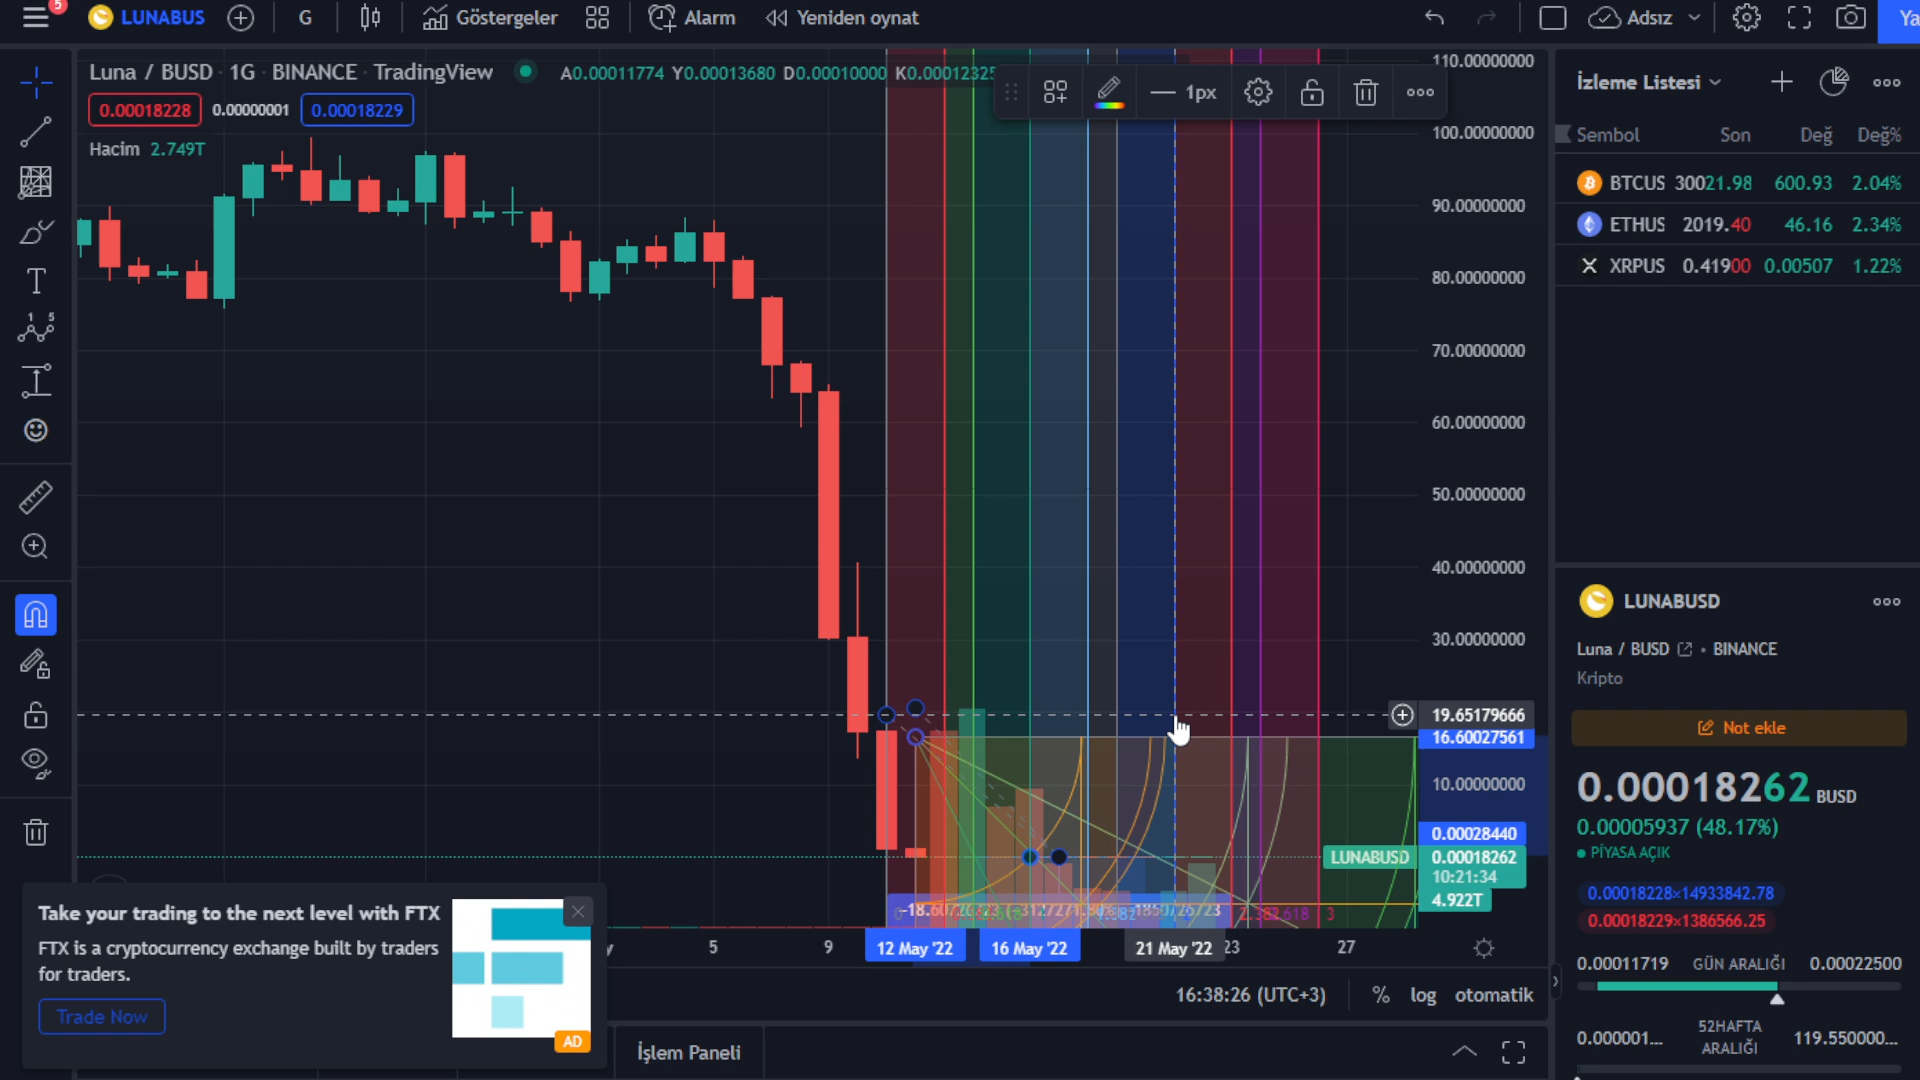 5
LUNABUS
G
Göstergeler
Alarm
Yeniden oynat
Adsız
Luna / BUSD · 1G · BINANCE · TradingView
A0.00011774 Y0.00013680 D0.00010000 K0.00012325
0.00018228 0.00000001 0.00018229
Hacim 2.749T
1px
110.00000000
100.00000000
90.00000000
80.00000000
70.00000000
60.00000000
50.00000000
40.00000000
30.00000000
19.65179666
16.60027561
10.00000000
0.00028440
LUNABUSD 0.00018262
10:21:34
4.922T
5 9 12 May '22 16 May '22 21 May '22 23 27
16:38:26 (UTC+3) % log otomatik
İşlem Paneli
Take your trading to the next level with FTX
FTX is a cryptocurrency exchange built by traders
for traders.
Trade Now
AD
İzleme Listesi
Sembol Son Değ Değ%
BTCUS 30021.98 600.93 2.04%
ETHUS 2019.40 46.16 2.34%
XRPUS 0.41900 0.00507 1.22%
LUNABUSD
Luna / BUSD • BINANCE
Kripto
Not ekle
0.00018262 BUSD
0.00005937 (48.17%)
PİYASA AÇIK
0.00018228×14933842.78
0.00018229×1386566.25
0.00011719 GÜN ARALIĞI 0.00022500
0.000001... 52HAFTA ARALIĞI 119.550000...